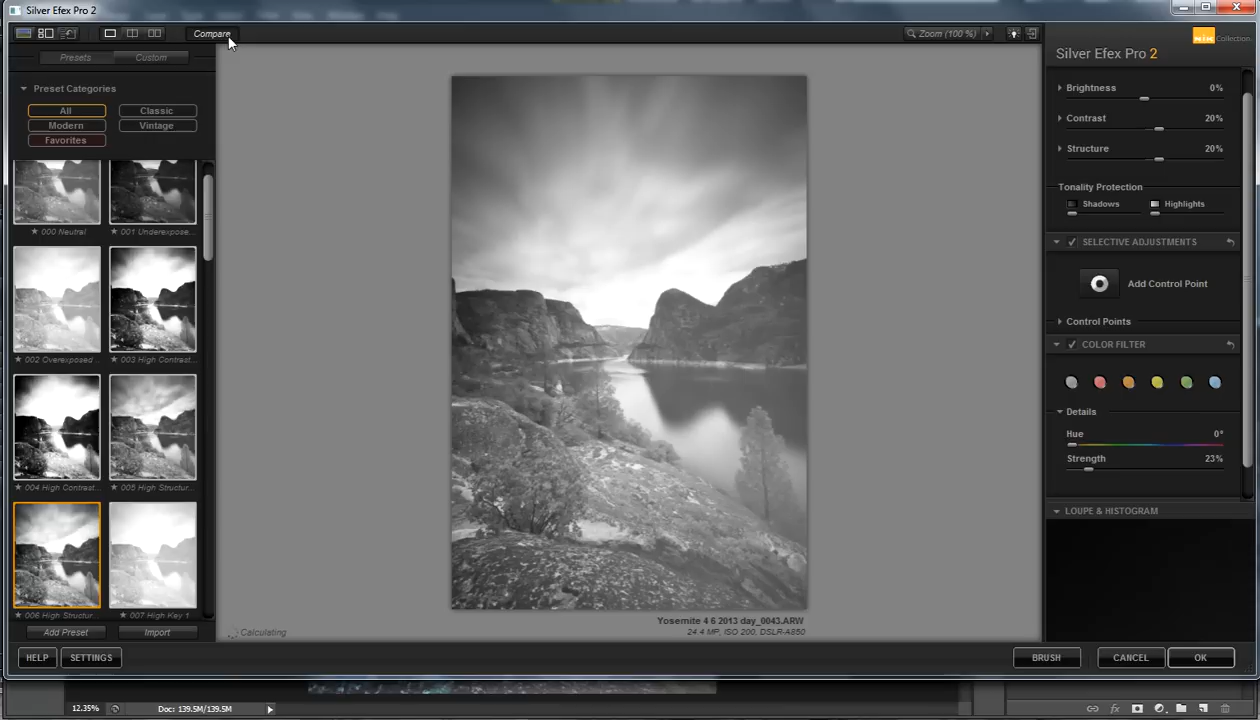 Silver Efex Pro 2
Compare
Zoom (100 %)
Collection
Silver Efex Pro 2
Presets
Custom
Preset Categories
All
Classic
Modern
Vintage
Favorites
000 Neutral
001 Underexpose...
002 Overexposed...
003 High Contrast...
004 High Contrast...
005 High Structur...
006 High Structur...
007 High Key 1
Add Preset
Import
HELP
SETTINGS
Calculating
Yosemite 4 6 2013 day_0043.ARW
24.4 MP, ISO 200, DSLR-A850
Brightness 0%
Contrast 20%
Structure 20%
Tonality Protection
Shadows
Highlights
SELECTIVE ADJUSTMENTS
Add Control Point
Control Points
COLOR FILTER
Details
Hue 0°
Strength 23%
LOUPE & HISTOGRAM
BRUSH
CANCEL
OK
12.35%
Doc: 139.5M/139.5M
fx